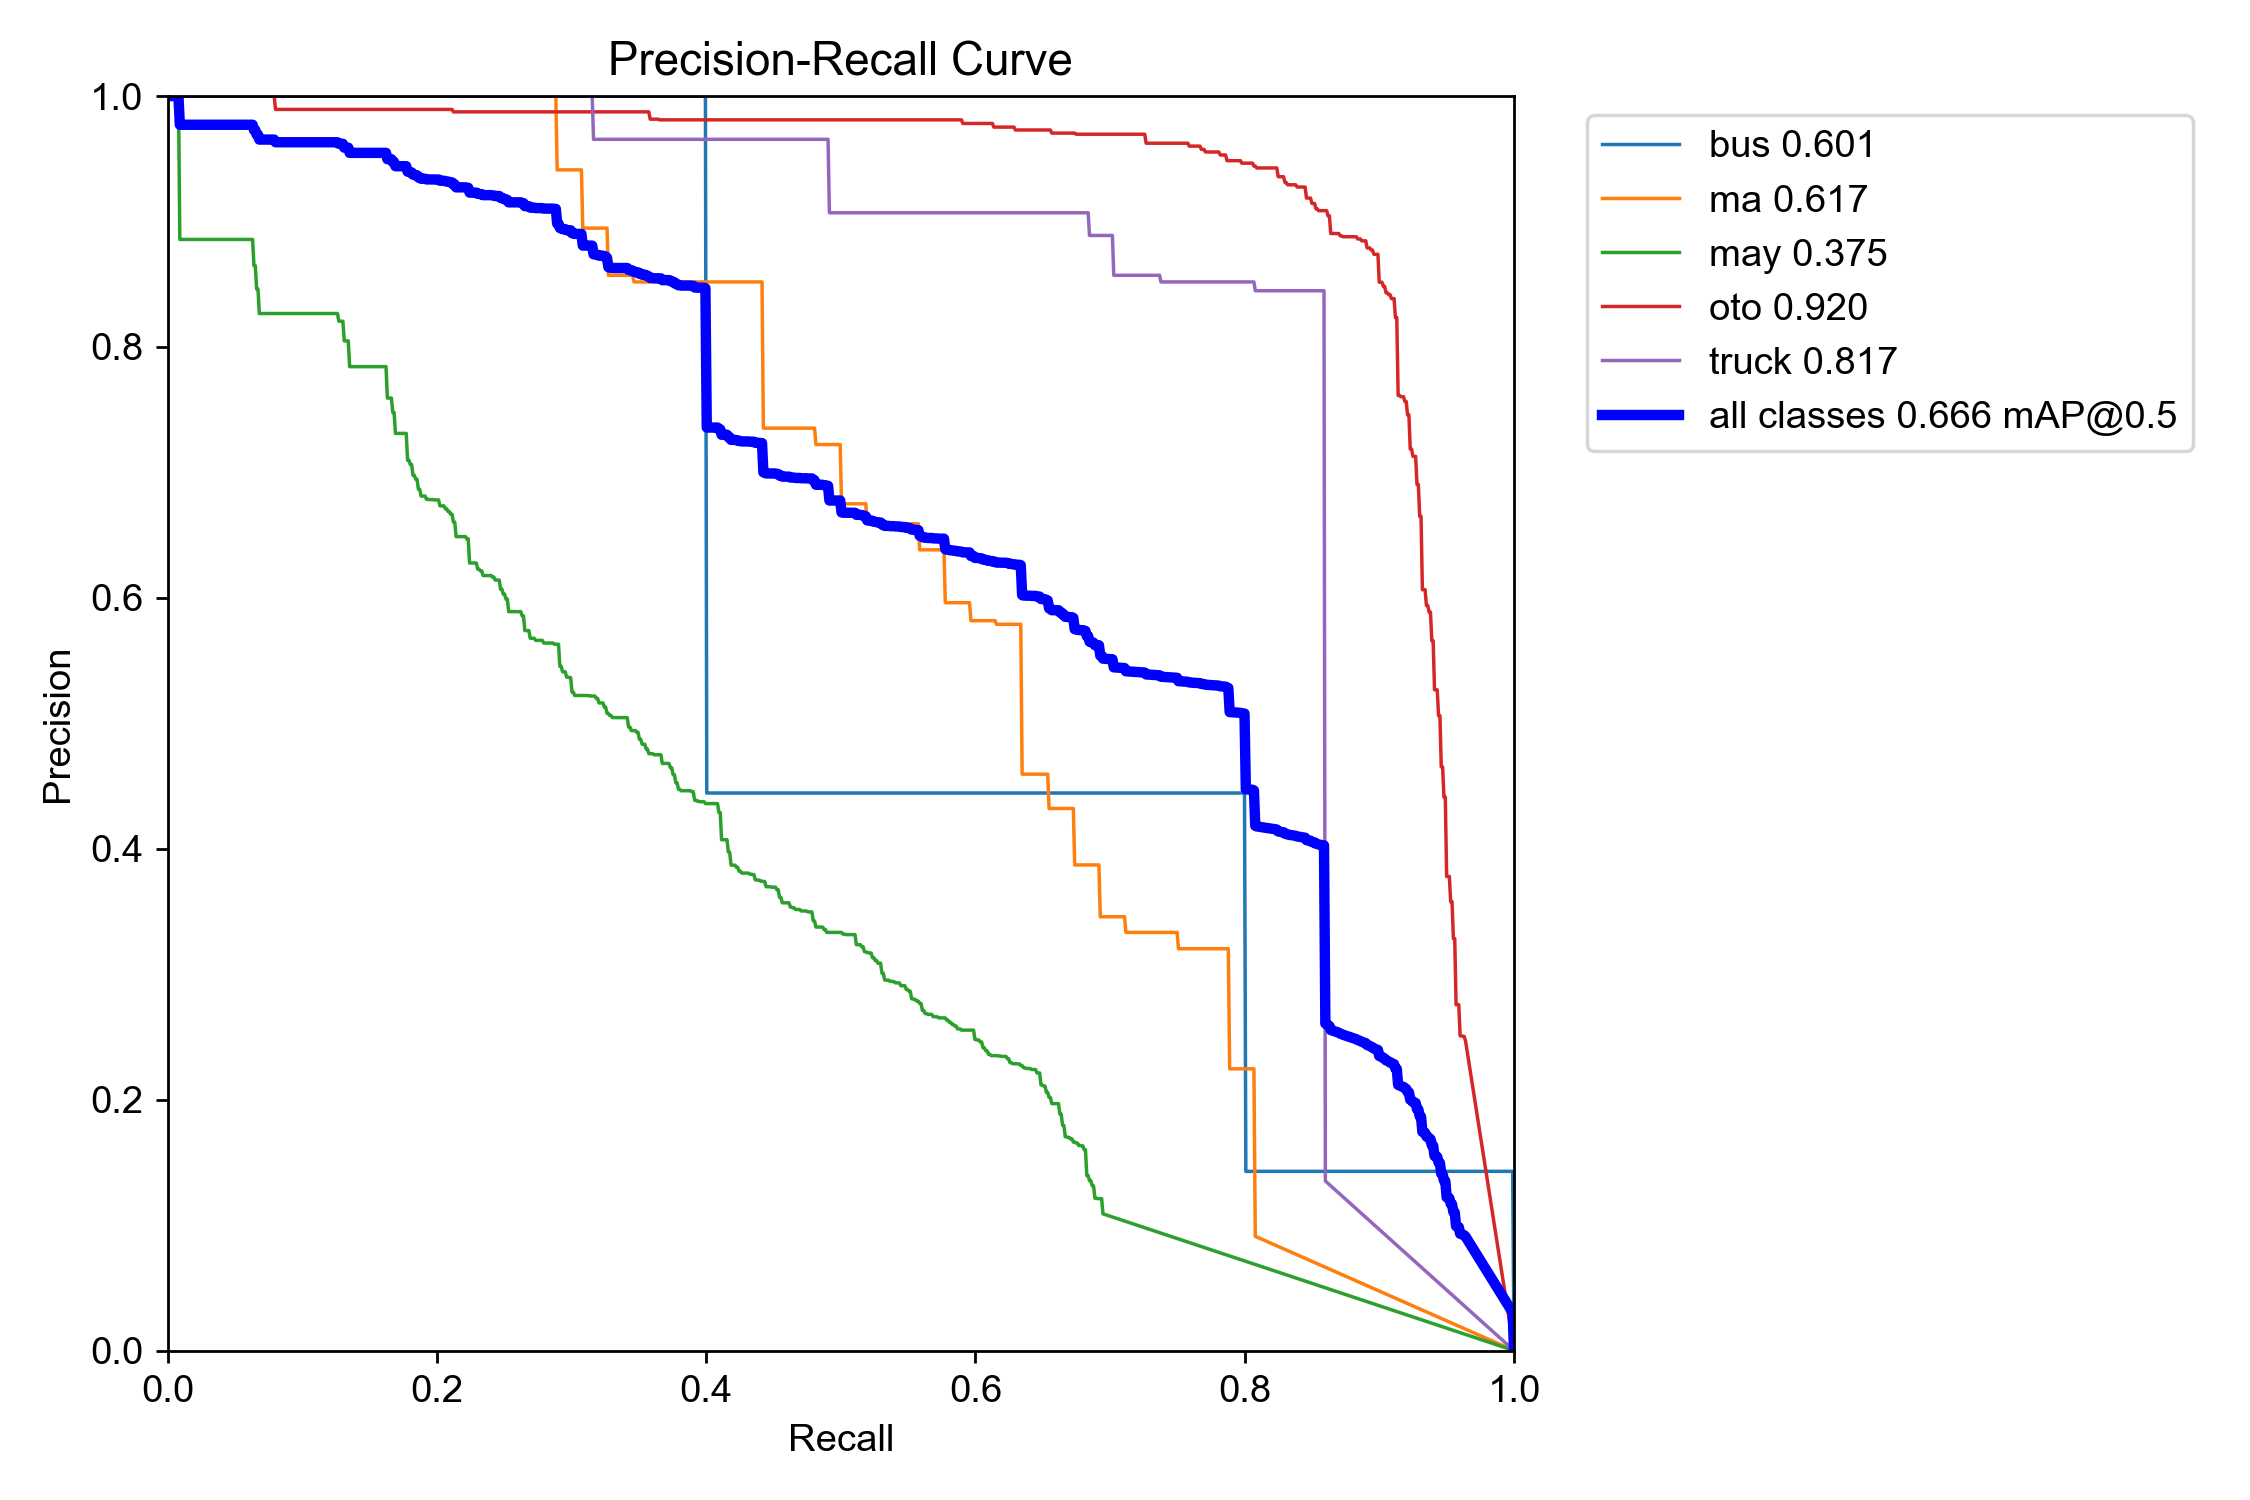 Precision-Recall Curve
1.0
0.8
0.6
0.4
0.2
0.0
Precision
0.0 0.2 0.4 0.6 0.8 1.0
Recall
bus 0.601
ma 0.617
may 0.375
oto 0.920
truck 0.817
all classes 0.666 mAP@0.5